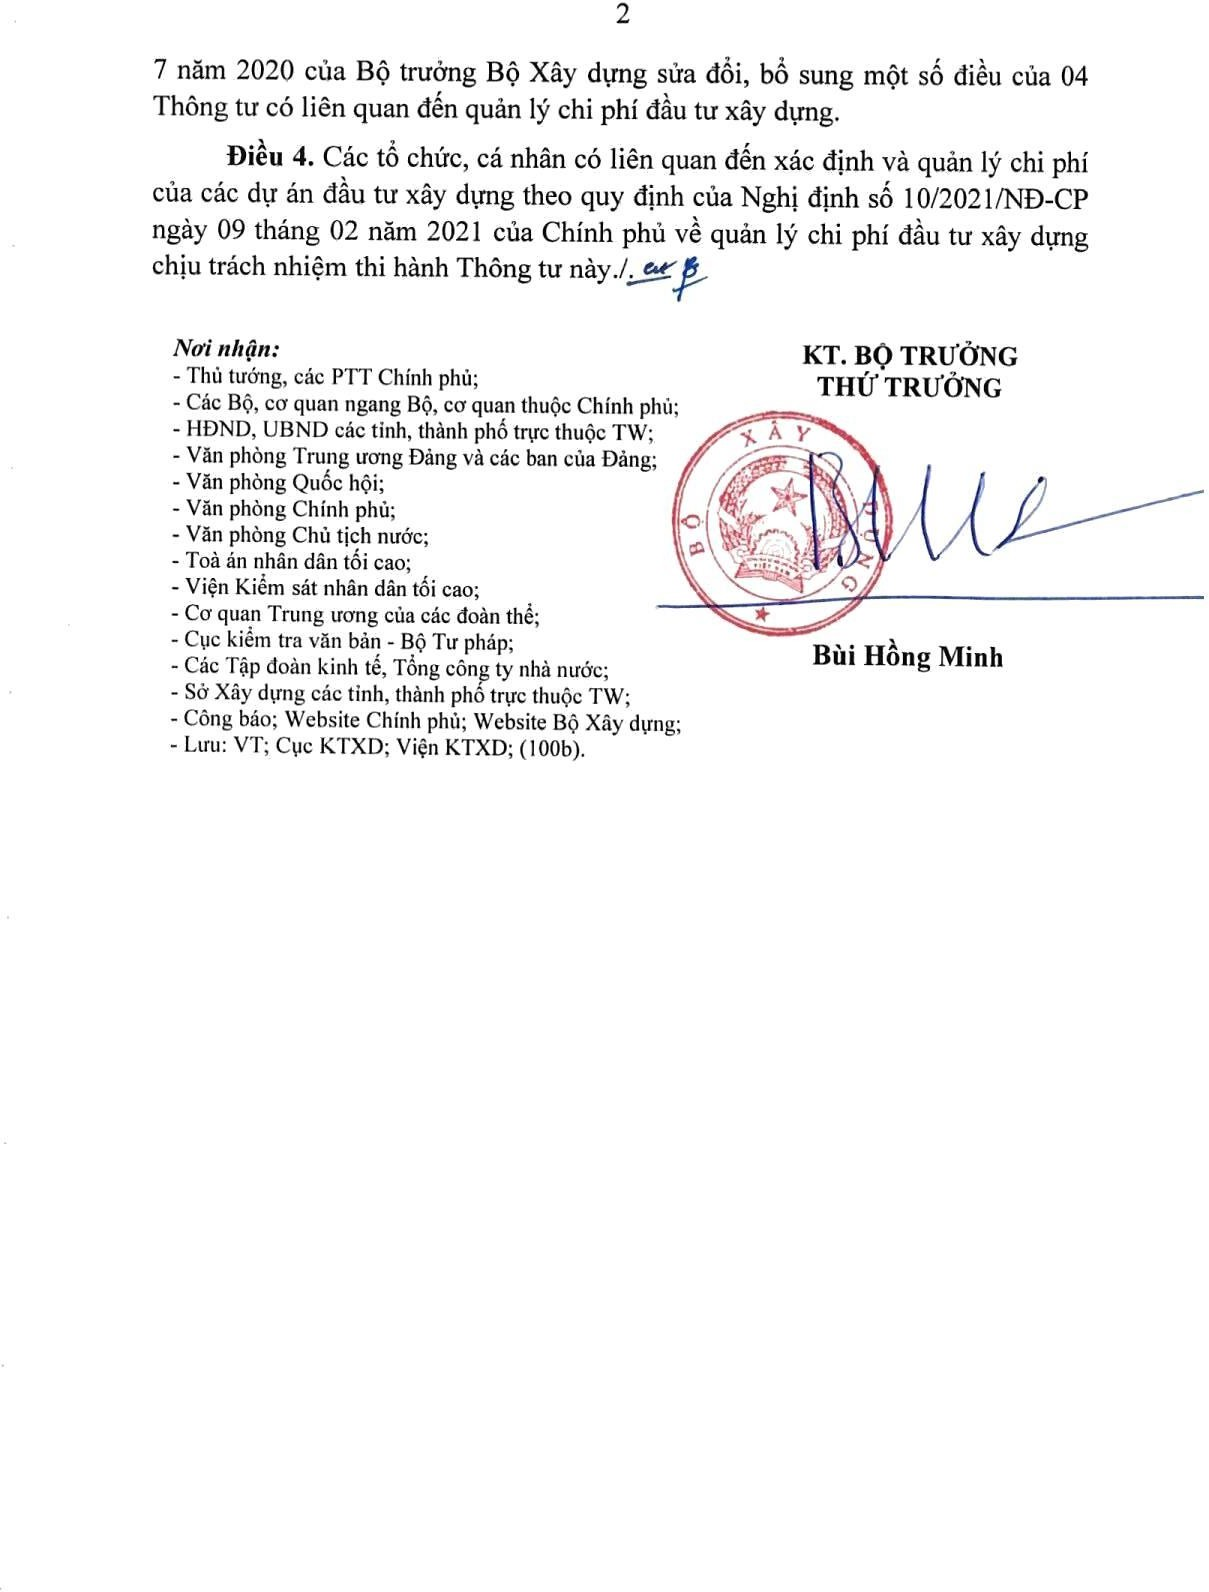 2
7 năm 2020 của Bộ trưởng Bộ Xây dựng sửa đổi, bổ sung một số điều của 04
Thông tư có liên quan đến quản lý chi phí đầu tư xây dựng.
Điều 4. Các tổ chức, cá nhân có liên quan đến xác định và quản lý chi phí
của các dự án đầu tư xây dựng theo quy định của Nghị định số 10/2021/NĐ-CP
ngày 09 tháng 02 năm 2021 của Chính phủ về quản lý chi phí đầu tư xây dựng
chịu trách nhiệm thi hành Thông tư này./.
Nơi nhận:
- Thủ tướng, các PTT Chính phủ;
- Các Bộ, cơ quan ngang Bộ, cơ quan thuộc Chính phủ;
- HĐND, UBND các tỉnh, thành phố trực thuộc TW;
- Văn phòng Trung ương Đảng và các ban của Đảng;
- Văn phòng Quốc hội;
- Văn phòng Chính phủ;
- Văn phòng Chủ tịch nước;
- Toà án nhân dân tối cao;
- Viện Kiểm sát nhân dân tối cao;
- Cơ quan Trung ương của các đoàn thể;
- Cục kiểm tra văn bản - Bộ Tư pháp;
- Các Tập đoàn kinh tế, Tổng công ty nhà nước;
- Sở Xây dựng các tỉnh, thành phố trực thuộc TW;
- Công báo; Website Chính phủ; Website Bộ Xây dựng;
- Lưu: VT; Cục KTXD; Viện KTXD; (100b).
KT. BỘ TRƯỞNG
THỨ TRƯỞNG
BỘ XÂY DỰNG
VIỆT NAM
Bùi Hồng Minh